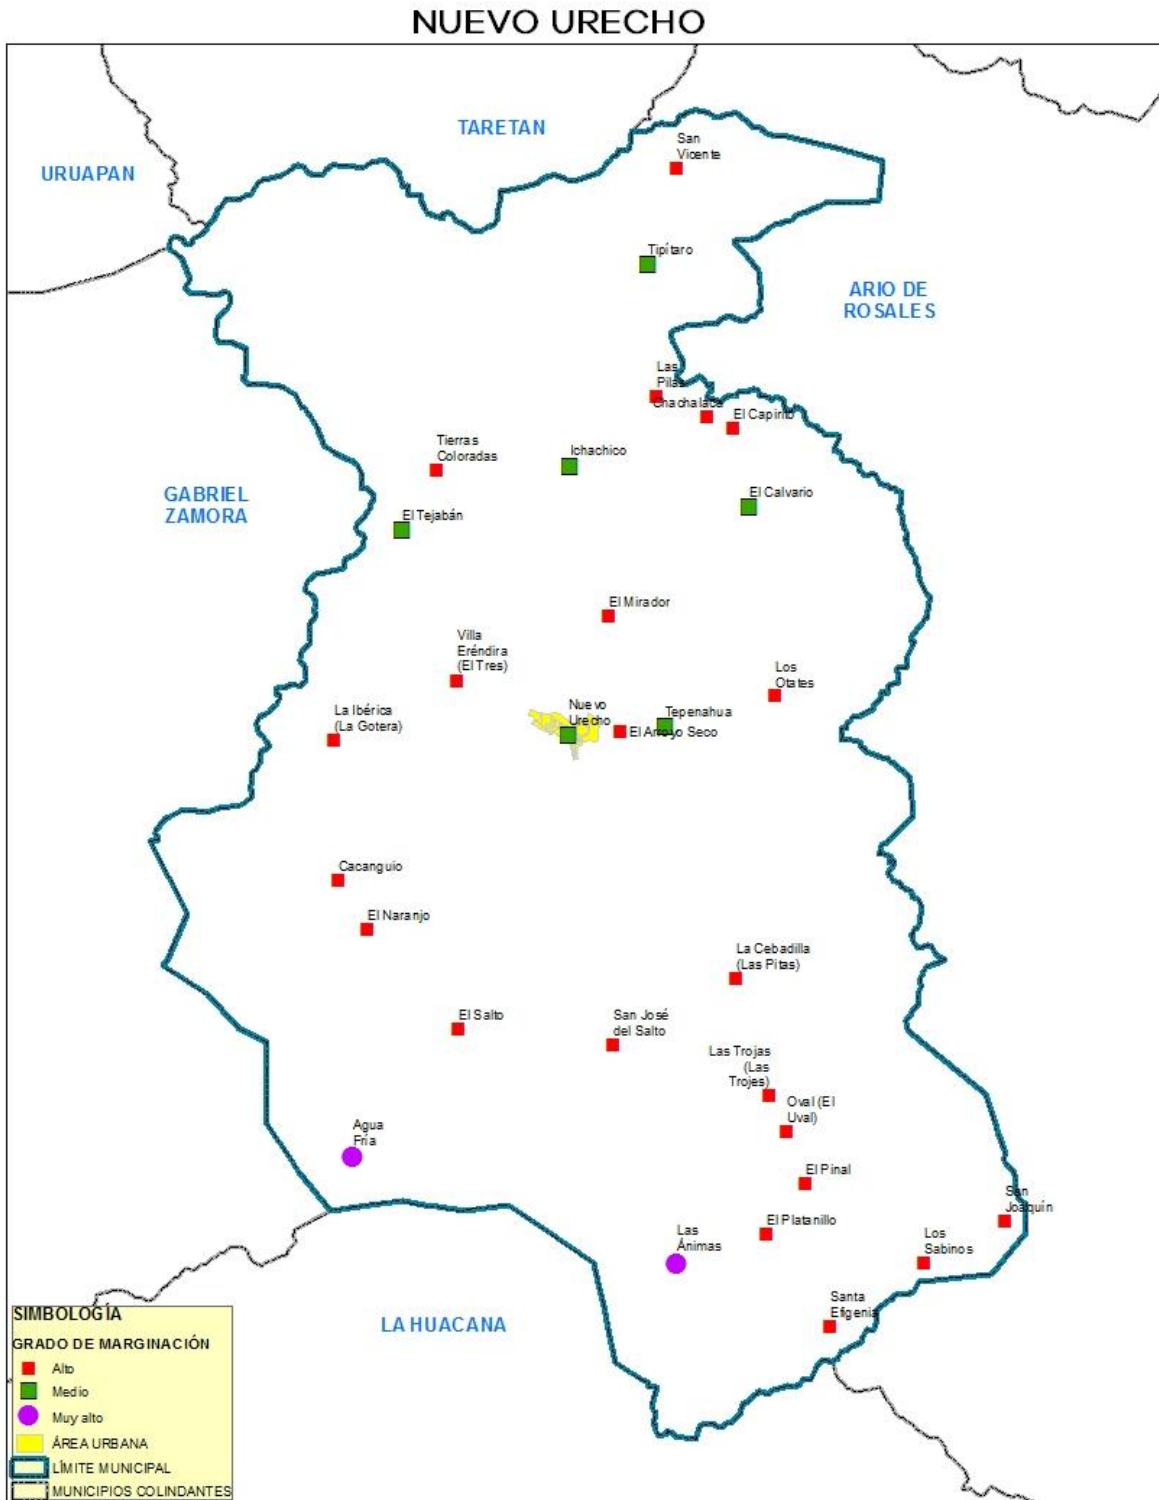 NUEVO URECHO
TARETAN
URUAPAN
San
Vicente
Tipítaro
ARIO DE
ROSALES
Las
Pilas
Chachalaca
El Capirito
Tierras
Coloradas
Ichachico
GABRIEL
ZAMORA
El Calvario
El Tejabán
El Mirador
Villa
Eréndira
(El Tres)
Los
Otates
La Ibérica
(La Gotera)
Nuevo
Urecho
Tepenahua
El Arroyo Seco
Cacanguio
El Naranjo
La Cebadilla
(Las Pitas)
El Salto
San José
del Salto
Las Trojas
(Las
Trojes)
Oval (El
Uval)
Agua
Fría
El Pinal
San
Joaquín
El Platanillo
Las
Ánimas
Los
Sabinos
Santa
Efigenia
LA HUACANA
SIMBOLOGÍA
GRADO DE MARGINACIÓN
Alto
Medio
Muy alto
ÁREA URBANA
LÍMITE MUNICIPAL
MUNICIPIOS COLINDANTES